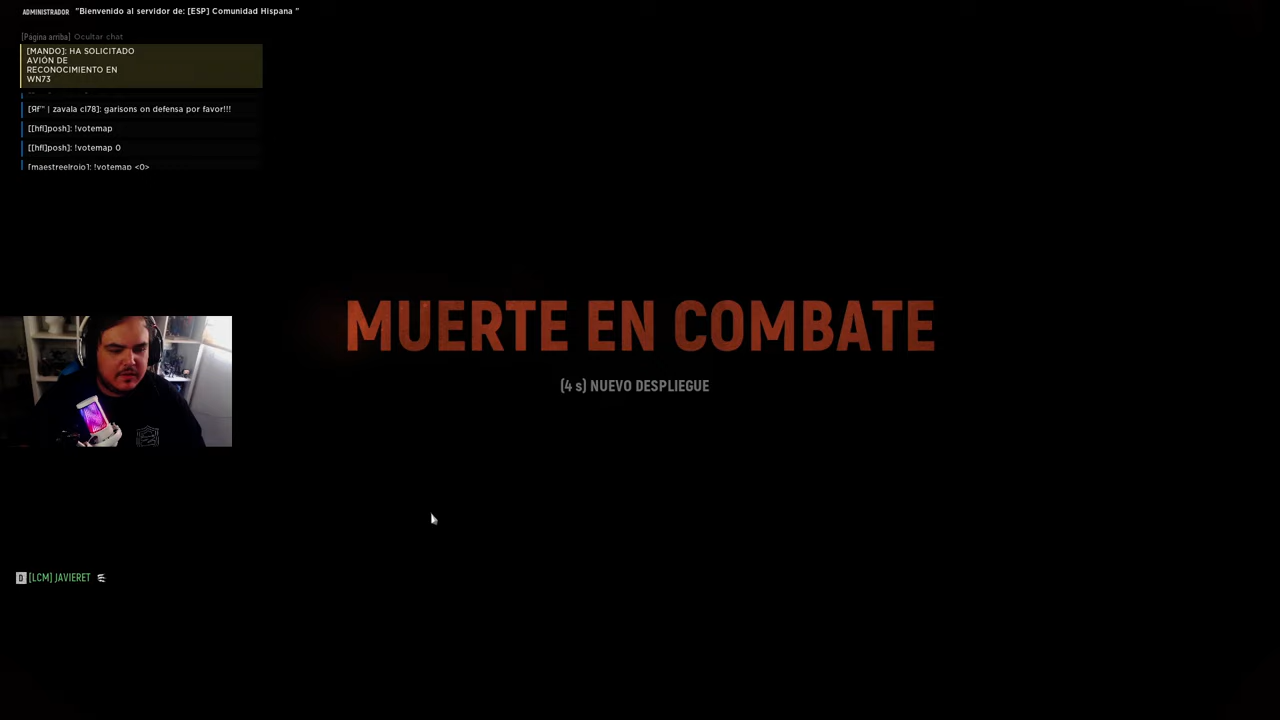 ADMINISTRADOR "Bienvenido al servidor de: [ESP] Comunidad Hispana "
[Página arriba] Ocultar chat
[MANDO]: HA SOLICITADO
AVIÓN DE
RECONOCIMIENTO EN
WN73
[ЯF" | zavala cl78]: garisons on defensa por favor!!!
[[hfl]posh]: !votemap
[[hfl]posh]: !votemap 0
[maestreelrojo]: !votemap <0>
MUERTE EN COMBATE
(4 s) NUEVO DESPLIEGUE
D [LCM] JAVIERET